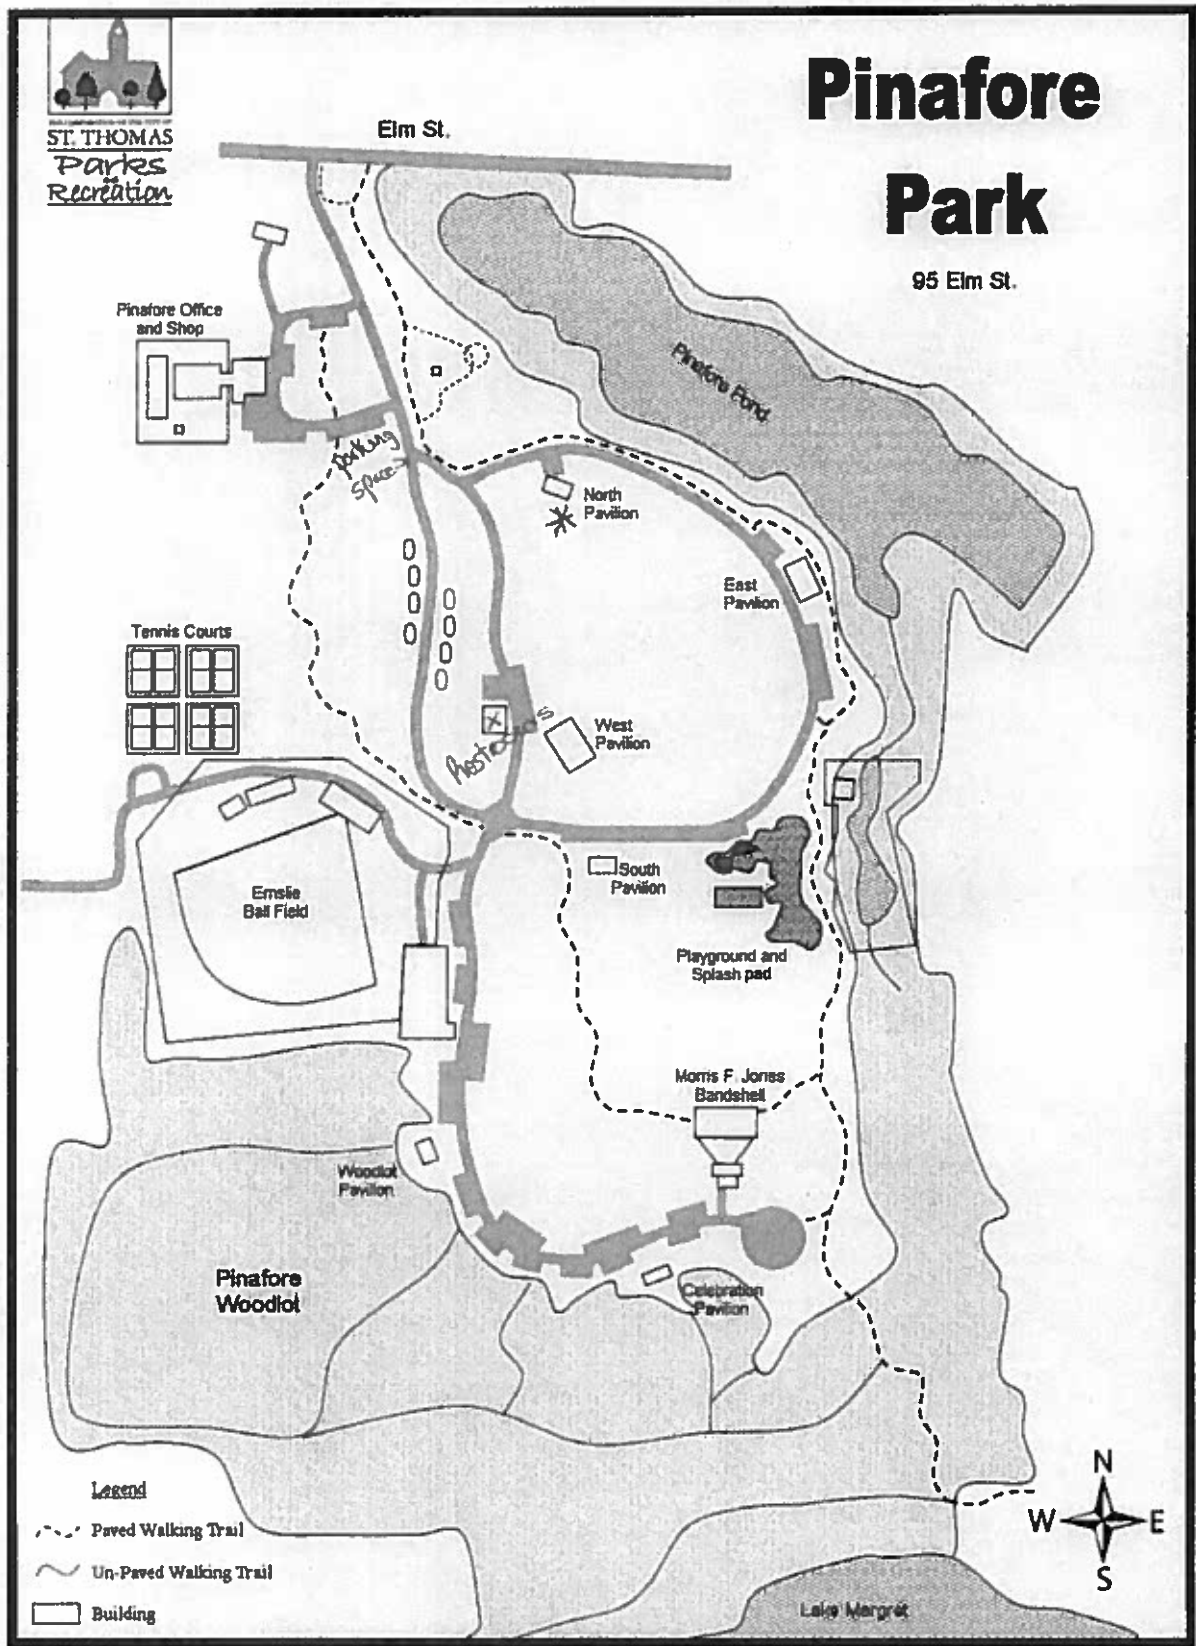 ST. THOMAS
Parks
Recreation
Pinafore
Park
95 Elm St.
Elm St.
Pinafore Office
and Shop
Pinafore Pond
parking
space
North
Pavilion
East
Pavilion
Tennis Courts
West
Pavilion
Restrooms
South
Pavilion
Emslie
Ball Field
Playground and
Splash pad
Morris F. Jones
Bandshell
Woodlot
Pavilion
Pinafore
Woodlot
Celebration
Pavilion
Legend
Paved Walking Trail
Un-Paved Walking Trail
Building
N
W
E
S
Lake Margret